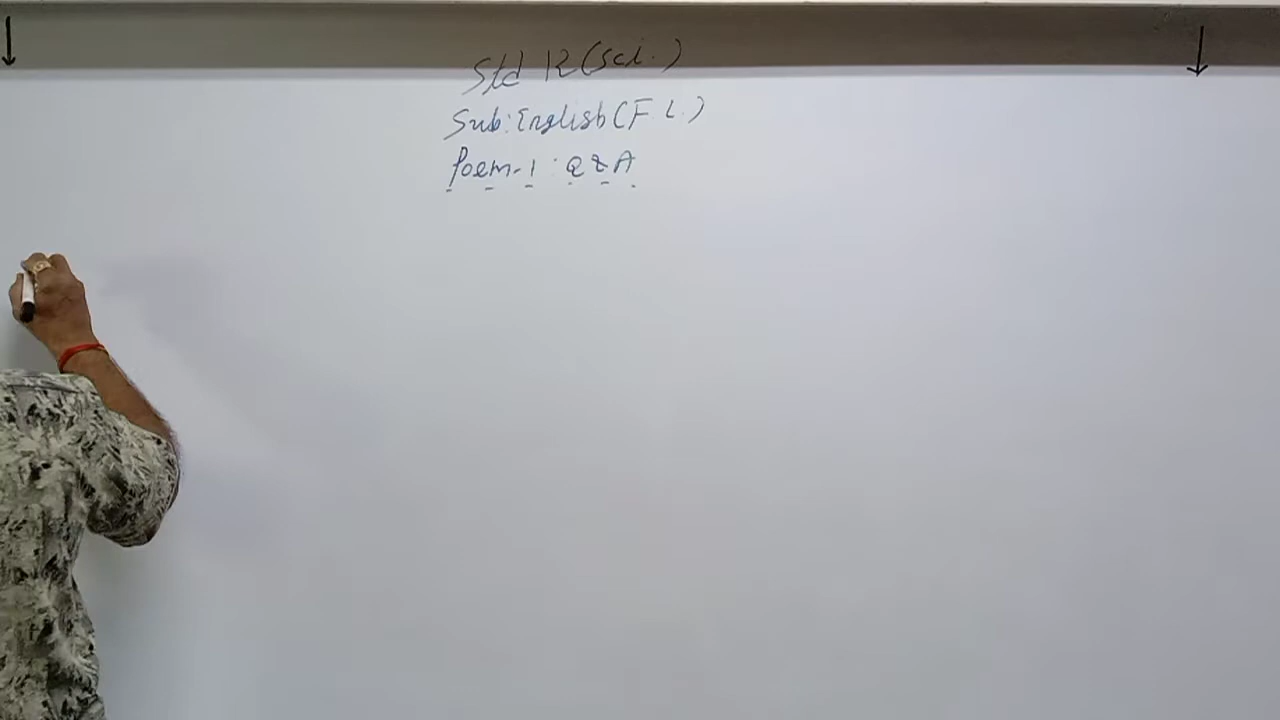 Std 12(sci.)
Sub:English(F L.)
Poem-1: Q & A